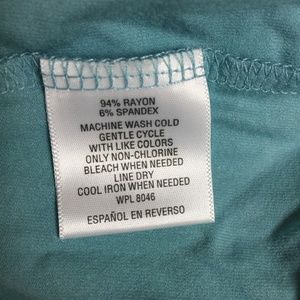 94% RAYON
6% SPANDEX
MACHINE WASH COLD
GENTLE CYCLE
WITH LIKE COLORS
ONLY NON-CHLORINE
BLEACH WHEN NEEDED
LINE DRY
COOL IRON WHEN NEEDED
WPL 8046
ESPAÑOL EN REVERSO